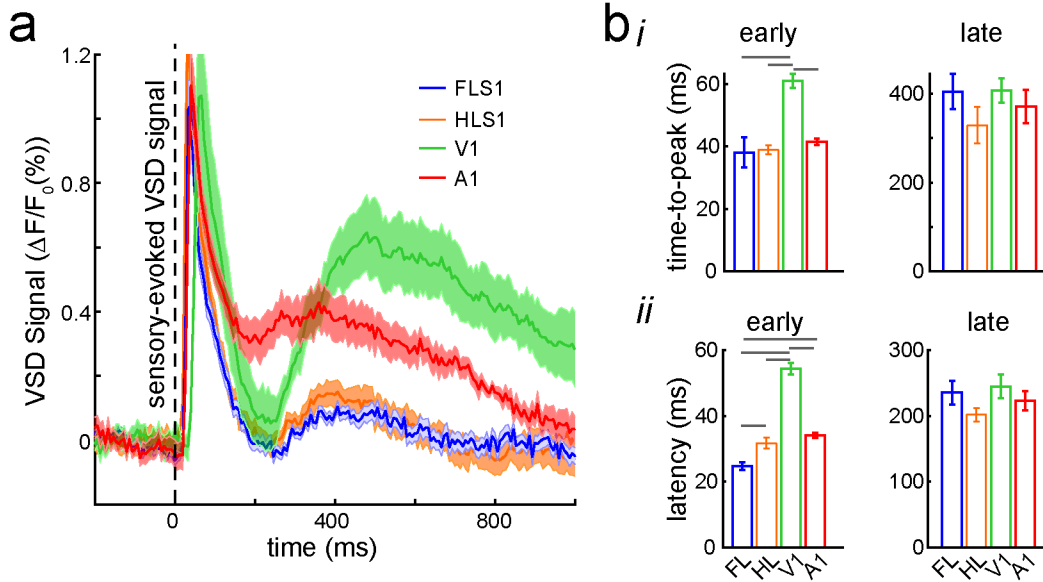 a
VSD Signal (ΔF/F0(%))
1.2
0.8
0.4
0
sensory-evoked VSD signal
FLS1
HLS1
V1
A1
0
400
800
time (ms)
b
i
early
time-to-peak (ms)
60
40
20
0
late
400
200
0
ii
early
latency (ms)
60
40
20
0
FL HL V1 A1
late
300
200
100
0
FL HL V1 A1